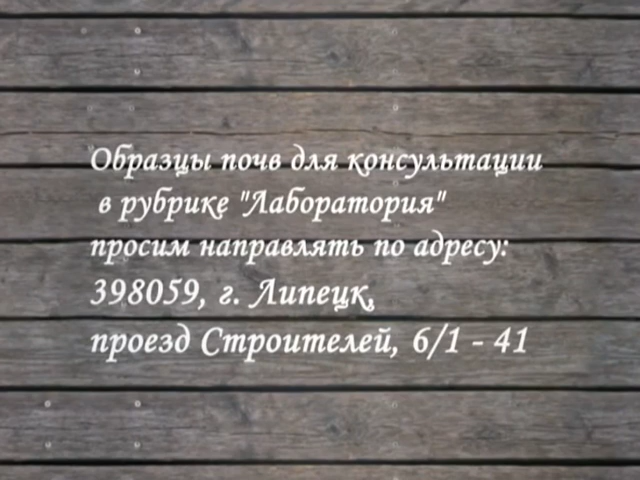 Образцы почв для консультации
в рубрике "Лаборатория"
просим направлять по адресу:
398059, г. Липецк,
проезд Строителей, 6/1 - 41